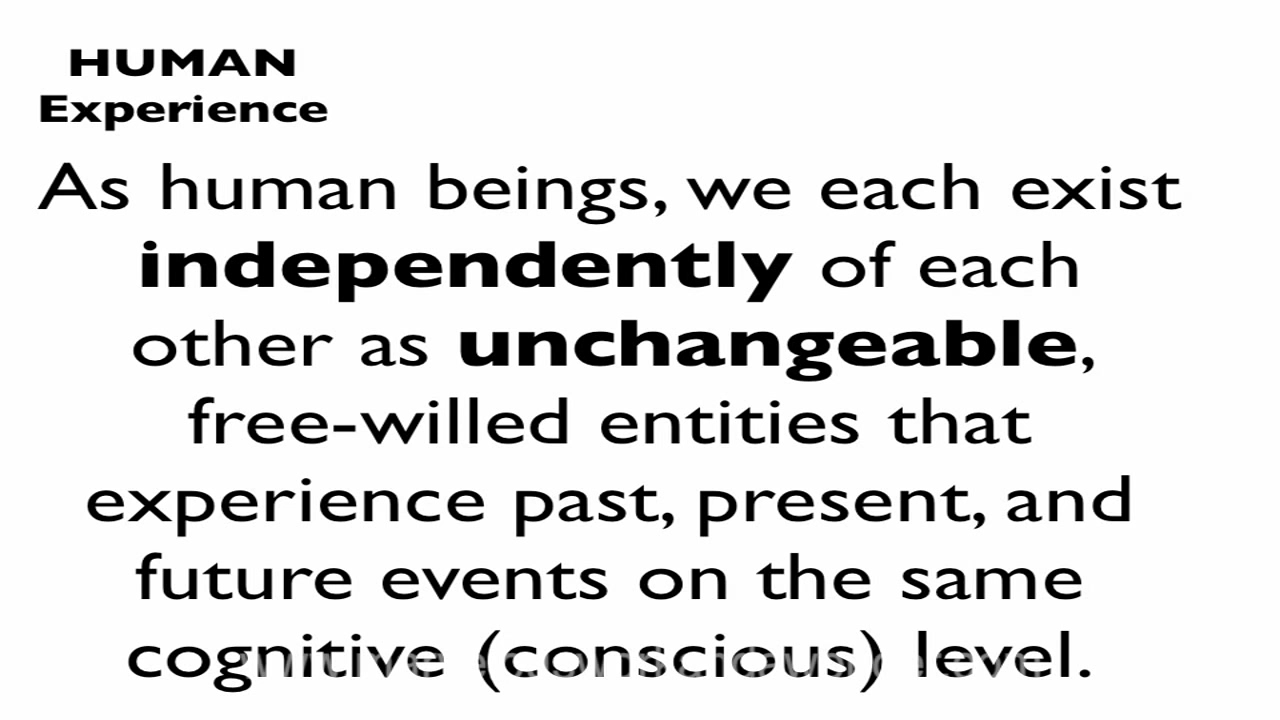 HUMAN
Experience
As human beings, we each exist
independently of each
other as unchangeable,
free-willed entities that
experience past, present, and
future events on the same
cognitive (conscious) level.